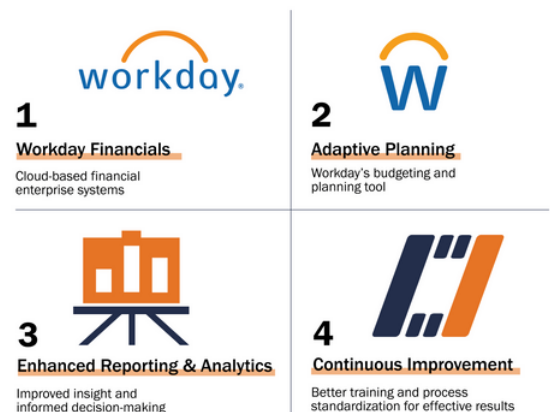 workday.
1
Workday Financials
Cloud-based financial
enterprise systems
W
2
Adaptive Planning
Workday's budgeting and
planning tool
3
Enhanced Reporting & Analytics
Improved insight and
informed decision-making
4
Continuous Improvement
Better training and process
standardization for effective results